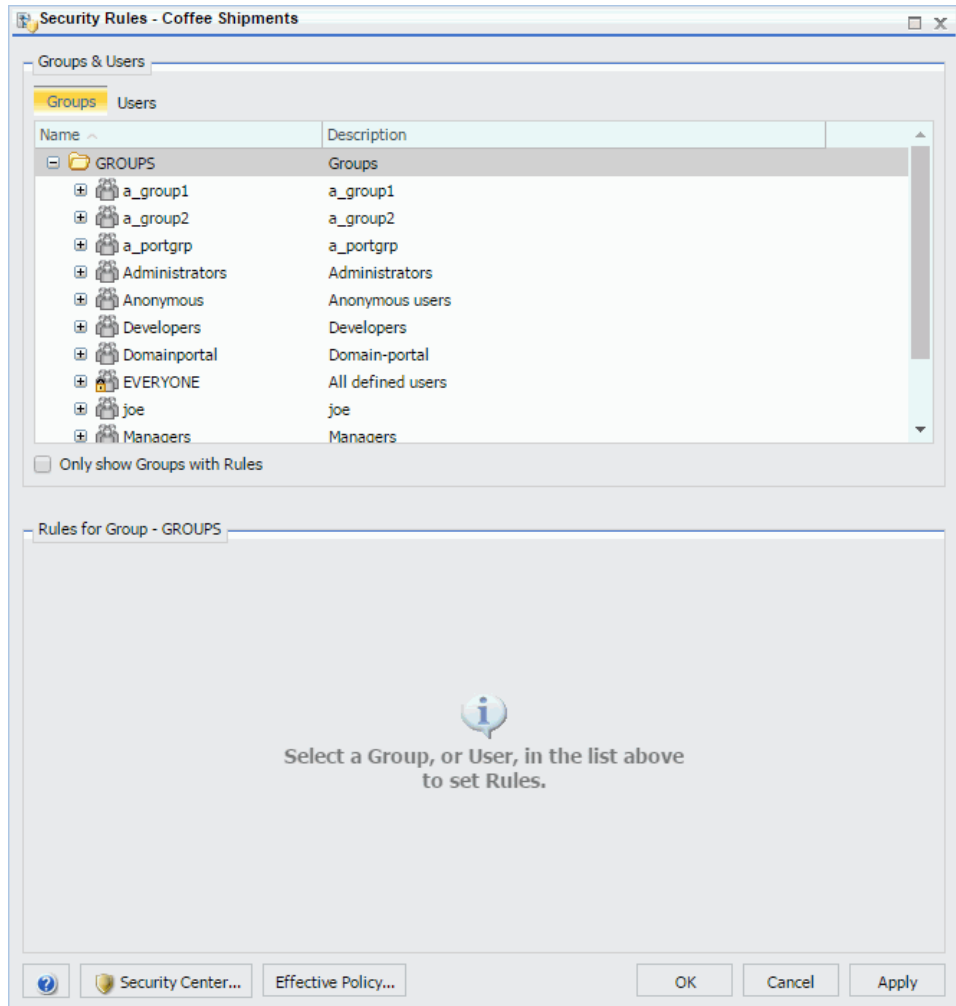 Security Rules - Coffee Shipments
Groups & Users
Groups Users
Name Description
GROUPS Groups
a_group1 a_group1
a_group2 a_group2
a_portgrp a_portgrp
Administrators Administrators
Anonymous Anonymous users
Developers Developers
Domainportal Domain-portal
EVERYONE All defined users
joe joe
Managers Managers
Only show Groups with Rules
Rules for Group - GROUPS
Select a Group, or User, in the list above
to set Rules.
? Security Center... Effective Policy... OK Cancel Apply